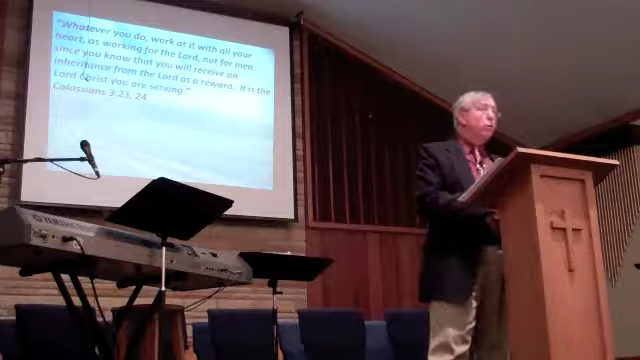 "Whatever you do, work at it with all your
heart, as working for the Lord, not for men
since you know that you will receive an
inheritance from the Lord as a reward. It is the
Lord Christ you are serving."
Colossians 3:23, 24
YAMAHA